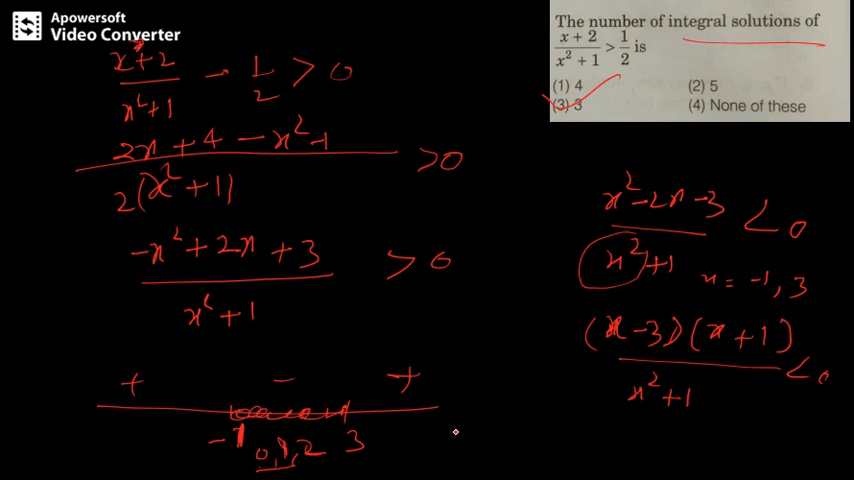 Apowersoft
Video Converter
The number of integral solutions of
x + 2 / x² + 1 > 1 / 2 is
(1) 4
(2) 5
(3) 3
(4) None of these
x + 2 / x² + 1 - 1 / 2 > 0
2x + 4 - x² - 1 / 2(x² + 1) > 0
-x² + 2x + 3 / x² + 1 > 0
+ - +
-1 0, 1, 2 3
x² - 2x - 3 / x² + 1 < 0
x = -1, 3
(x - 3)(x + 1) / x² + 1 < 0